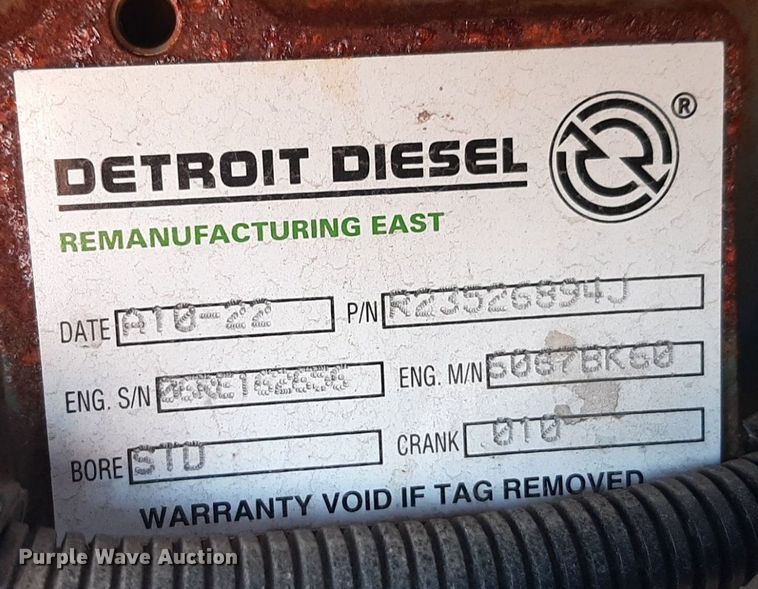 DETROIT DIESEL ®
REMANUFACTURING EAST
DATE A10-22 P/N R23526894J
ENG. S/N ENG. M/N 6067BK60
BORE STD CRANK 010
WARRANTY VOID IF TAG REMOVED
Purple Wave Auction